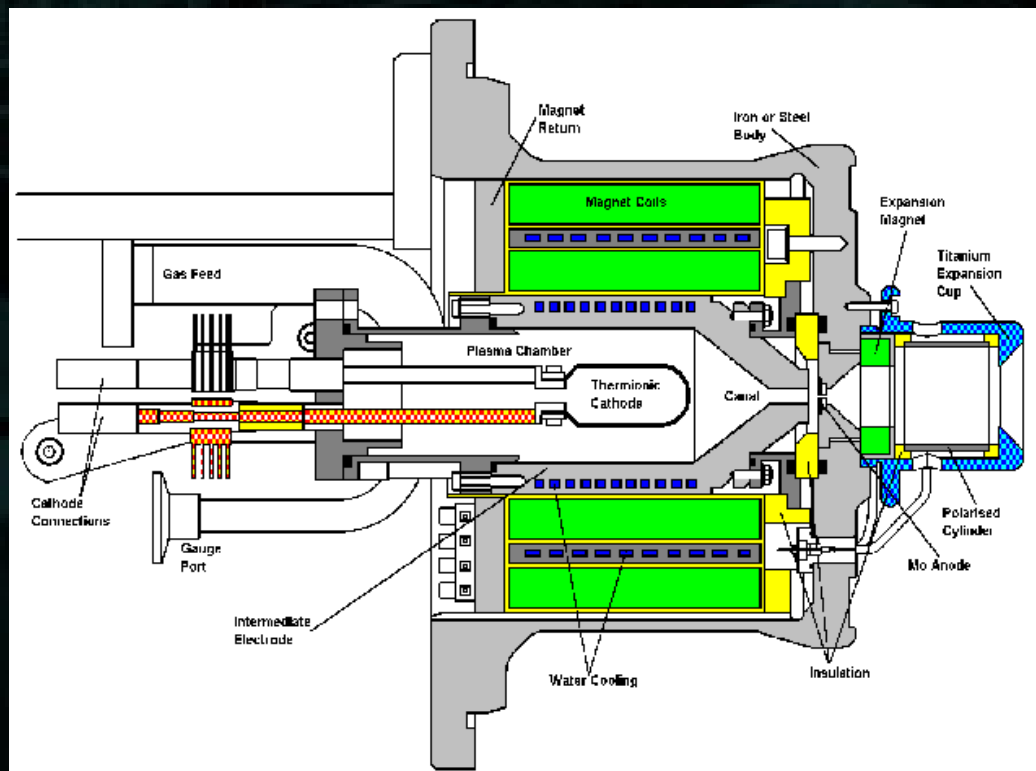 Magnet
Return
Iron or Steel
Body
Magnet Coils
Expansion
Magnet
Titanium
Expansion
Cup
Gas Feed
Plasma Chamber
Thermionic
Cathode
Canal
Cathode
Connections
Gauge
Port
Polarised
Cylinder
Mo Anode
Intermediate
Electrode
Water Cooling
Insulation